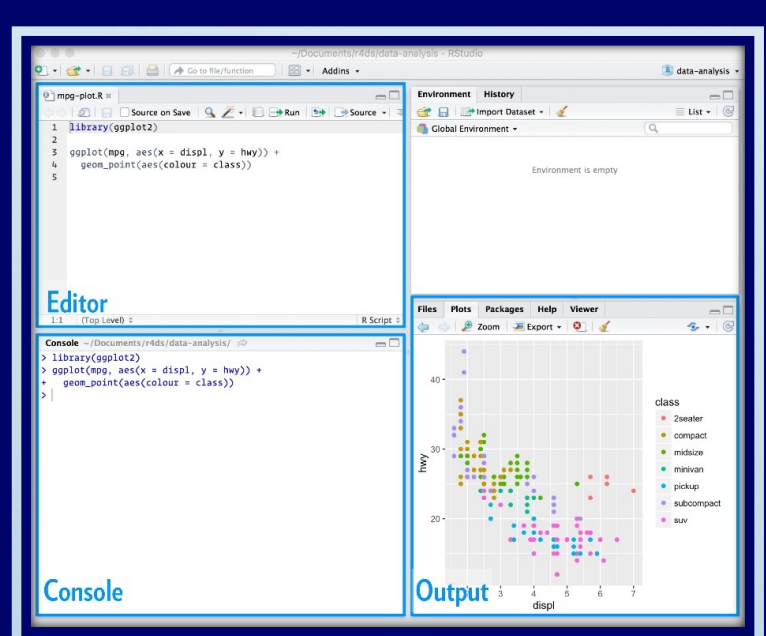 ~/Documents/r4ds/data-analysis - RStudio
Go to file/function Addins data-analysis
mpg-plot.R
Source on Save Run Source
1 library(ggplot2)
2
3 ggplot(mpg, aes(x = displ, y = hwy)) +
4   geom_point(aes(colour = class))
5
Editor
1:1 (Top Level) R Script
Console ~/Documents/r4ds/data-analysis/
> library(ggplot2)
> ggplot(mpg, aes(x = displ, y = hwy)) +
+   geom_point(aes(colour = class))
>
Console
Environment History
Import Dataset List
Global Environment
Environment is empty
Files Plots Packages Help Viewer
Zoom Export
40
30
20
hwy
3 4 5 6 7
displ
class
2seater
compact
midsize
minivan
pickup
subcompact
suv
Output